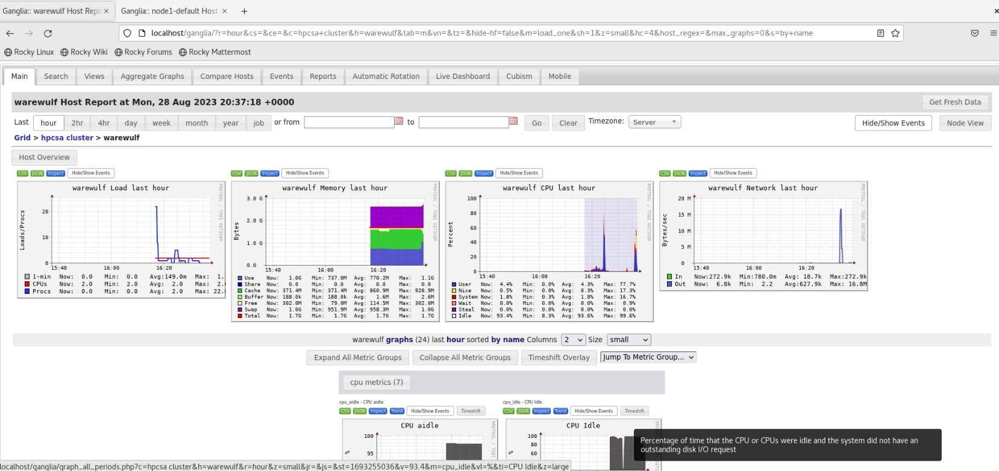 Ganglia:: warewulf Host Repo ×
Ganglia:: node1-default Host ×
+
localhost/ganglia/?r=hour&cs=&ce=&c=hpcsa+cluster&h=warewulf&tab=m&vn=&tz=&hide-hf=false&m=load_one&sh=1&z=small&hc=4&host_regex=&max_graphs=0&s=by+name
Rocky Linux Rocky Wiki Rocky Forums Rocky Mattermost
Main Search Views Aggregate Graphs Compare Hosts Events Reports Automatic Rotation Live Dashboard Cubism Mobile
warewulf Host Report at Mon, 28 Aug 2023 20:37:18 +0000
Get Fresh Data
Last hour 2hr 4hr day week month year job or from to Go Clear Timezone: Server Hide/Show Events Node View
Grid > hpcsa cluster > warewulf
Host Overview
CSV JSON Inspect Hide/Show Events
warewulf Load last hour
RRDTOOL / TOBI OETIKER
Loads/Procs
20
10
0
15:40 16:00 16:20
1-min Now: 0.0 Min: 0.0 Avg:149.0m Max: 1.
CPUs Now: 2.0 Min: 2.0 Avg: 2.0 Max: 2.
Procs Now: 0.0 Min: 0.0 Avg: 2.0 Max: 22.
CSV JSON Inspect Hide/Show Events
warewulf Memory last hour
RRDTOOL / TOBI OETIKER
Bytes
3.0 G
2.0 G
1.0 G
0.0
15:40 16:00 16:20
Use Now: 1.0G Min: 737.0M Avg: 770.2M Max: 1.1G
Share Now: 0.0 Min: 0.0 Avg: 0.0 Max: 0.0
Cache Now: 371.4M Min: 371.4M Avg: 860.9M Max: 928.9M
Buffer Now: 188.0k Min: 188.0k Avg: 1.6M Max: 2.6M
Free Now: 302.0M Min: 79.0M Avg: 114.5M Max: 302.0M
Swap Now: 1.0G Min: 951.9M Avg: 958.3M Max: 1.0G
Total Now: 1.7G Min: 1.7G Avg: 1.7G Max: 1.7G
CSV JSON Inspect Hide/Show Events
warewulf CPU last hour
RRDTOOL / TOBI OETIKER
Percent
100
80
60
40
20
0
15:40 16:00 16:20
User Now: 4.4% Min: 0.0% Avg: 4.3% Max: 77.7%
Nice Now: 0.5% Min: 0.0% Avg: 0.3% Max: 17.3%
System Now: 1.8% Min: 0.3% Avg: 1.8% Max: 16.7%
Wait Now: 0.0% Min: 0.0% Avg: 0.0% Max: 0.9%
Steal Now: 0.0% Min: 0.0% Avg: 0.0% Max: 0.0%
Idle Now: 93.4% Min: 8.3% Avg: 93.6% Max: 99.6%
CSV JSON Inspect Hide/Show Events
warewulf Network last hour
RRDTOOL / TOBI OETIKER
Bytes/sec
20 M
15 M
10 M
5 M
0
15:40 16:00 16:20
In Now:272.9k Min:780.0m Avg: 18.7k Max:272.9k
Out Now: 6.8k Min: 2.2 Avg:627.9k Max: 16.8M
warewulf graphs (24) last hour sorted by name Columns 2 Size small
Expand All Metric Groups Collapse All Metric Groups Timeshift Overlay Jump To Metric Group...
cpu metrics (7)
cpu_aidle - CPU aidle
CSV JSON Inspect Trend Hide/Show Events Timeshift
CPU aidle
RRDTOOL / TOBI
100
95
%
cpu_idle - CPU Idle
CSV JSON Inspect Trend Hide/Show Events Timeshift
CPU Idle
100
80
60
%
Percentage of time that the CPU or CPUs were idle and the system did not have an
outstanding disk I/O request
localhost/ganglia/graph_all_periods.php?c=hpcsa cluster&h=warewulf&r=hour&z=small&jr=&js=&st=1693255036&v=93.4&m=cpu_idle&vl=%&ti=CPU Idle&z=large